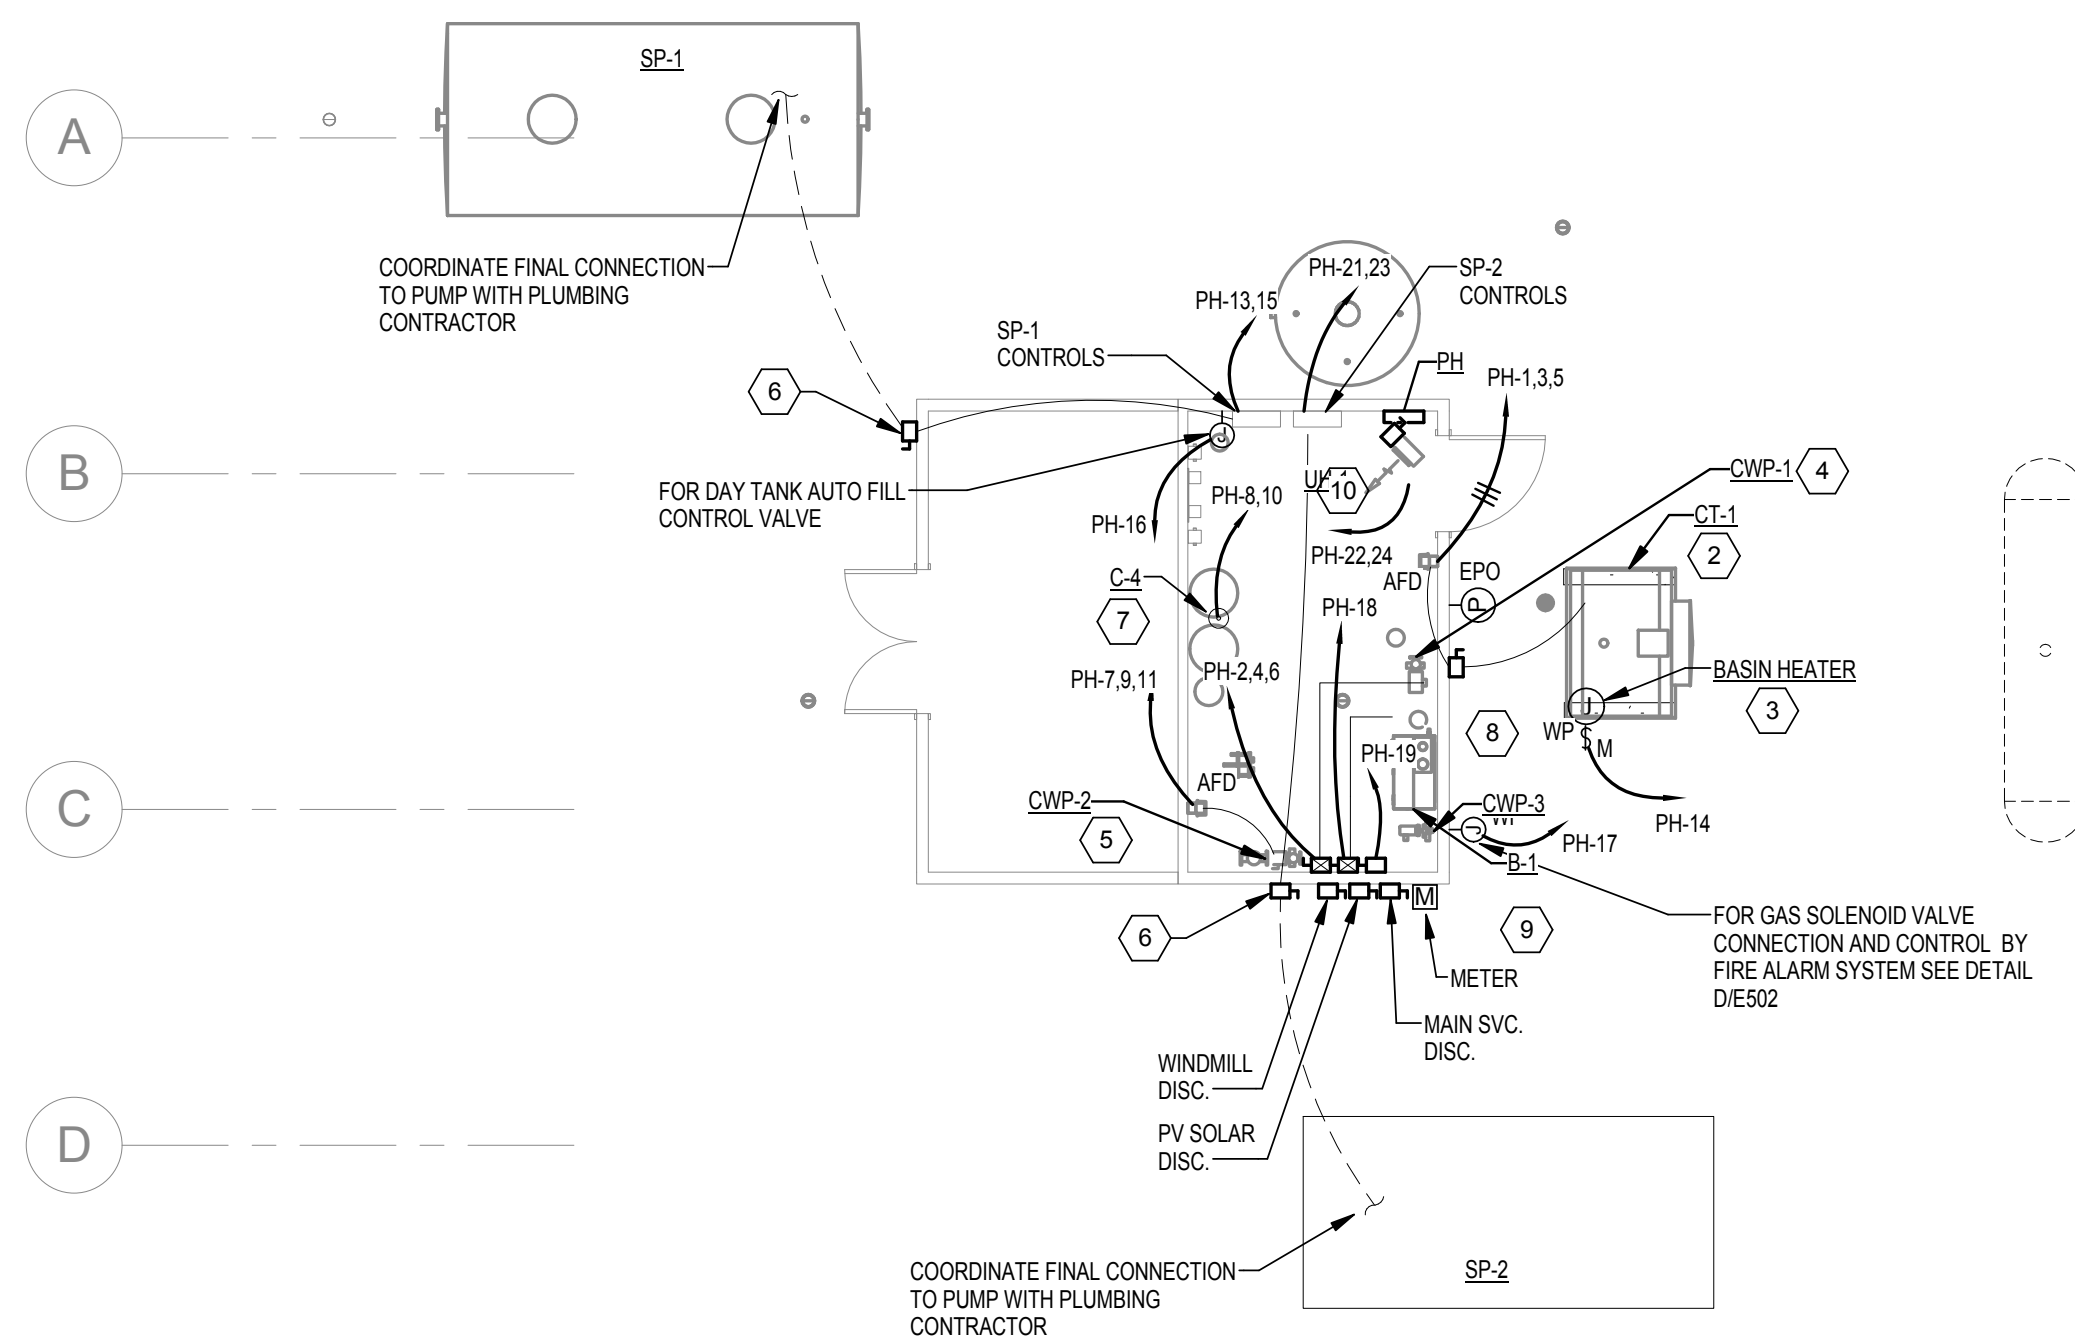 SP-1
A
COORDINATE FINAL CONNECTION
TO PUMP WITH PLUMBING
CONTRACTOR
PH-21,23
SP-2
CONTROLS
PH-13,15
SP-1
CONTROLS
PH
PH-1,3,5
6
B
FOR DAY TANK AUTO FILL
CONTROL VALVE
J
PH-16
PH-8,10
10
PH-22,24
CWP-1
4
CT-1
2
C-4
7
AFD
EPO
P
PH-18
PH-7,9,11
PH-2,4,6
BASIN HEATER
3
J
WP
$
M
8
PH-19
PH-14
C
AFD
CWP-2
5
CWP-3
J
PH-17
B-1
6
M
9
FOR GAS SOLENOID VALVE
CONNECTION AND CONTROL BY
FIRE ALARM SYSTEM SEE DETAIL
D/E502
METER
MAIN SVC.
DISC.
WINDMILL
DISC.
PV SOLAR
DISC.
D
COORDINATE FINAL CONNECTION
TO PUMP WITH PLUMBING
CONTRACTOR
SP-2